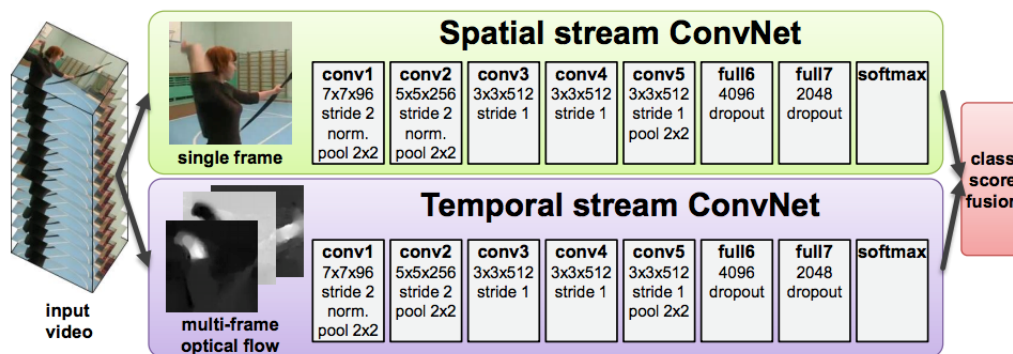 Spatial stream ConvNet
conv1
7x7x96
stride 2
norm.
pool 2x2
conv2
5x5x256
stride 2
norm.
pool 2x2
conv3
3x3x512
stride 1
conv4
3x3x512
stride 1
conv5
3x3x512
stride 1
pool 2x2
full6
4096
dropout
full7
2048
dropout
softmax
single frame
Temporal stream ConvNet
conv1
7x7x96
stride 2
norm.
pool 2x2
conv2
5x5x256
stride 2
pool 2x2
conv3
3x3x512
stride 1
conv4
3x3x512
stride 1
conv5
3x3x512
stride 1
pool 2x2
full6
4096
dropout
full7
2048
dropout
softmax
multi-frame
optical flow
input
video
class
score
fusion